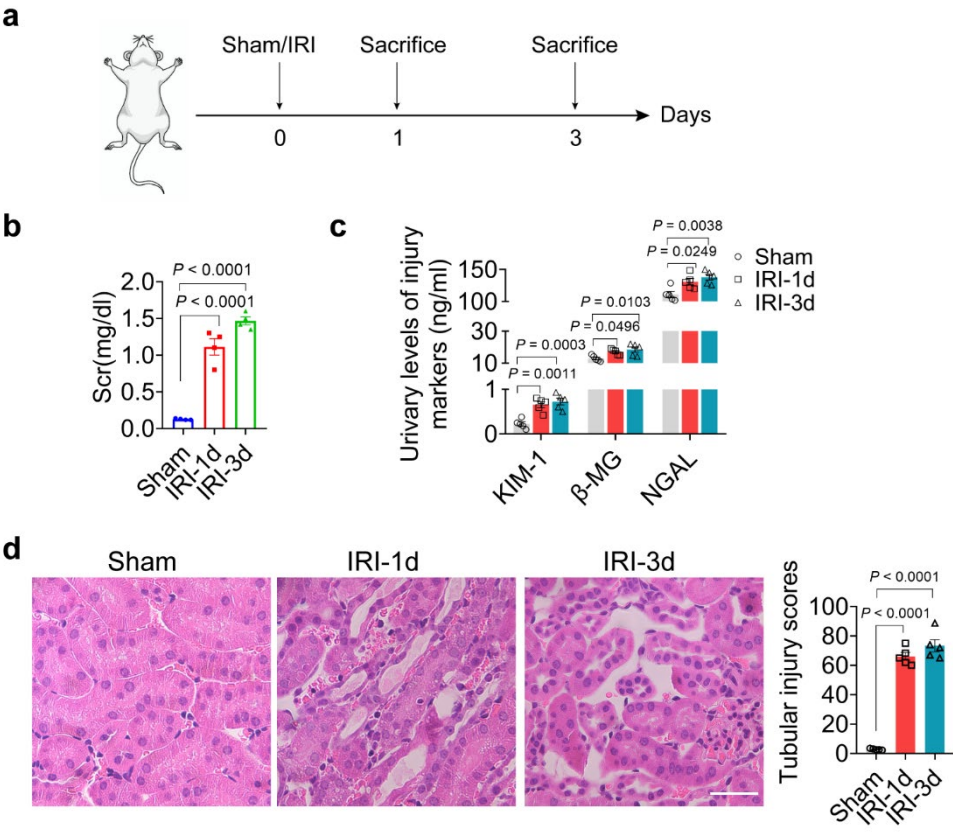 a
Sham/IRI
Sacrifice
Sacrifice
0
1
3
Days
b
P < 0.0001
P < 0.0001
Scr(mg/dl)
2.0
1.5
1.0
0.5
0.0
Sham
IRI-1d
IRI-3d
c
P = 0.0038
P = 0.0249
P = 0.0103
P = 0.0496
P = 0.0003
P = 0.0011
Urivary levels of injury
markers (ng/ml)
150
100
30
10
1
0
KIM-1
β-MG
NGAL
Sham
IRI-1d
IRI-3d
d
Sham
IRI-1d
IRI-3d
P < 0.0001
P < 0.0001
Tubular injury scores
100
80
60
40
20
0
Sham
IRI-1d
IRI-3d